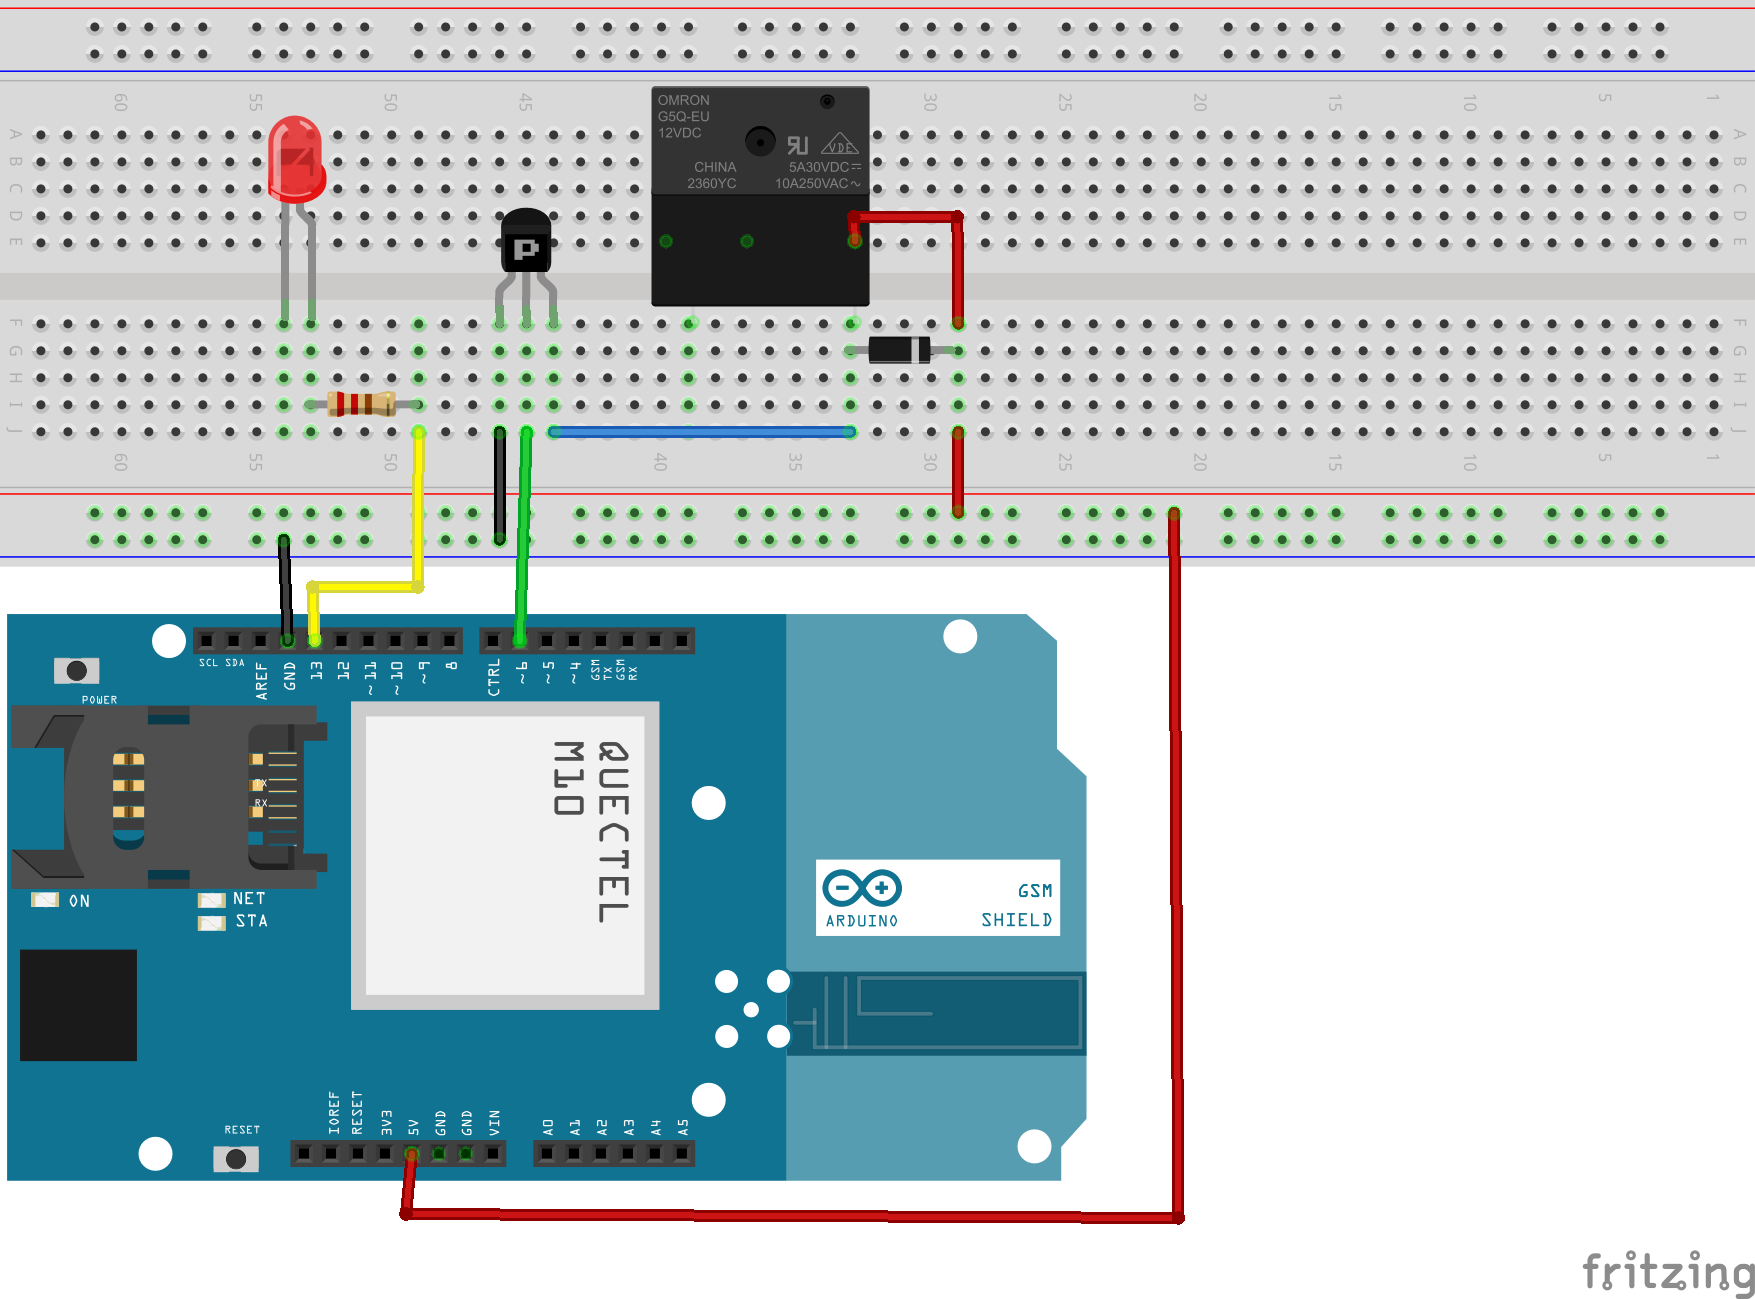 60 55 50 45 30 25 20 15 10 5 1
A A
B B
C C
D D
E E
OMRON
G5Q-EU
12VDC
VDE
CHINA 5A30VDC
2360YC 10A250VAC~
P
F F
G G
H H
I I
J J
60 55 50 40 35 30 25 20 15 10 5 1
SCL SDA AREF GND 13 12 ~11 ~10 ~9 8 CTRL ~6 ~5 ~4 GSM TX GSM RX
POWER
TX
RX
QUECTEL
M10
ON
NET
STA
ARDUINO
GSM
SHIELD
RESET
IOREF RESET 3V3 5V GND GND VIN A0 A1 A2 A3 A4 A5
fritzing